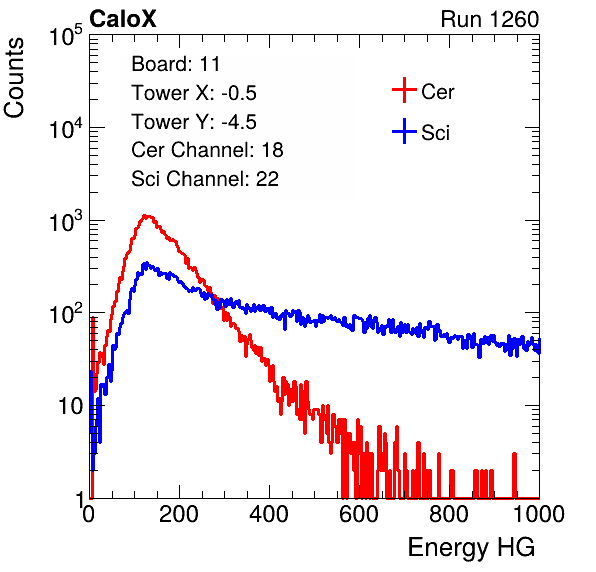 CaloX Run 1260
Counts
Board: 11
Tower X: -0.5
Tower Y: -4.5
Cer Channel: 18
Sci Channel: 22
Cer
Sci
10^5
10^4
10^3
10^2
10
1
0 200 400 600 800 1000
Energy HG